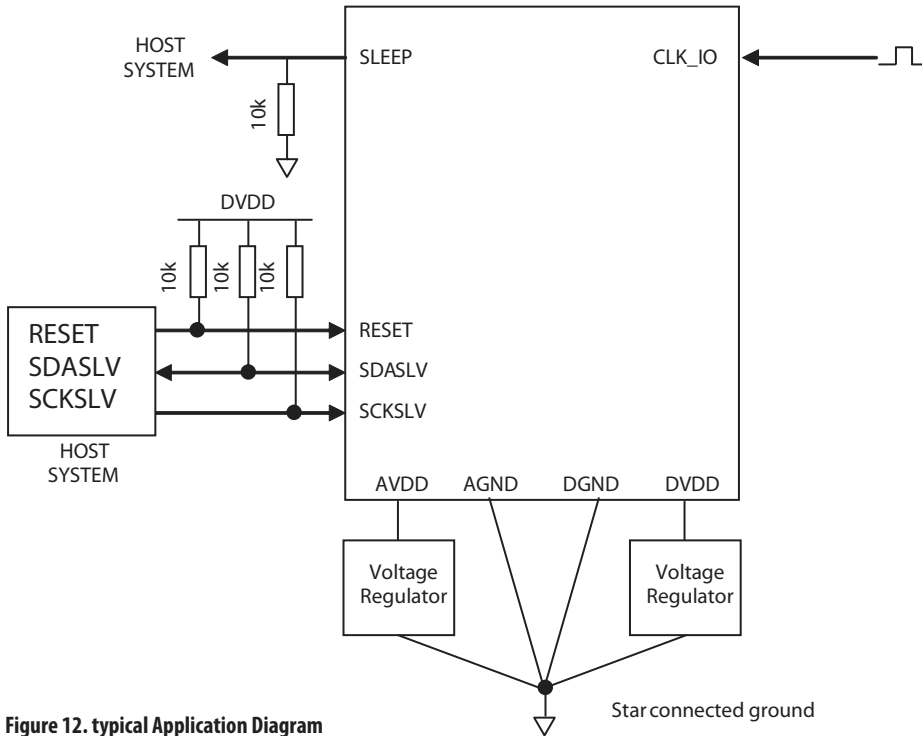 HOST
SYSTEM
SLEEP
CLK_IO
10k
DVDD
10k
10k
10k
RESET
SDASLV
SCKSLV
RESET
SDASLV
SCKSLV
HOST
SYSTEM
AVDD
AGND
DGND
DVDD
Voltage
Regulator
Voltage
Regulator
Star connected ground
Figure 12. typical Application Diagram